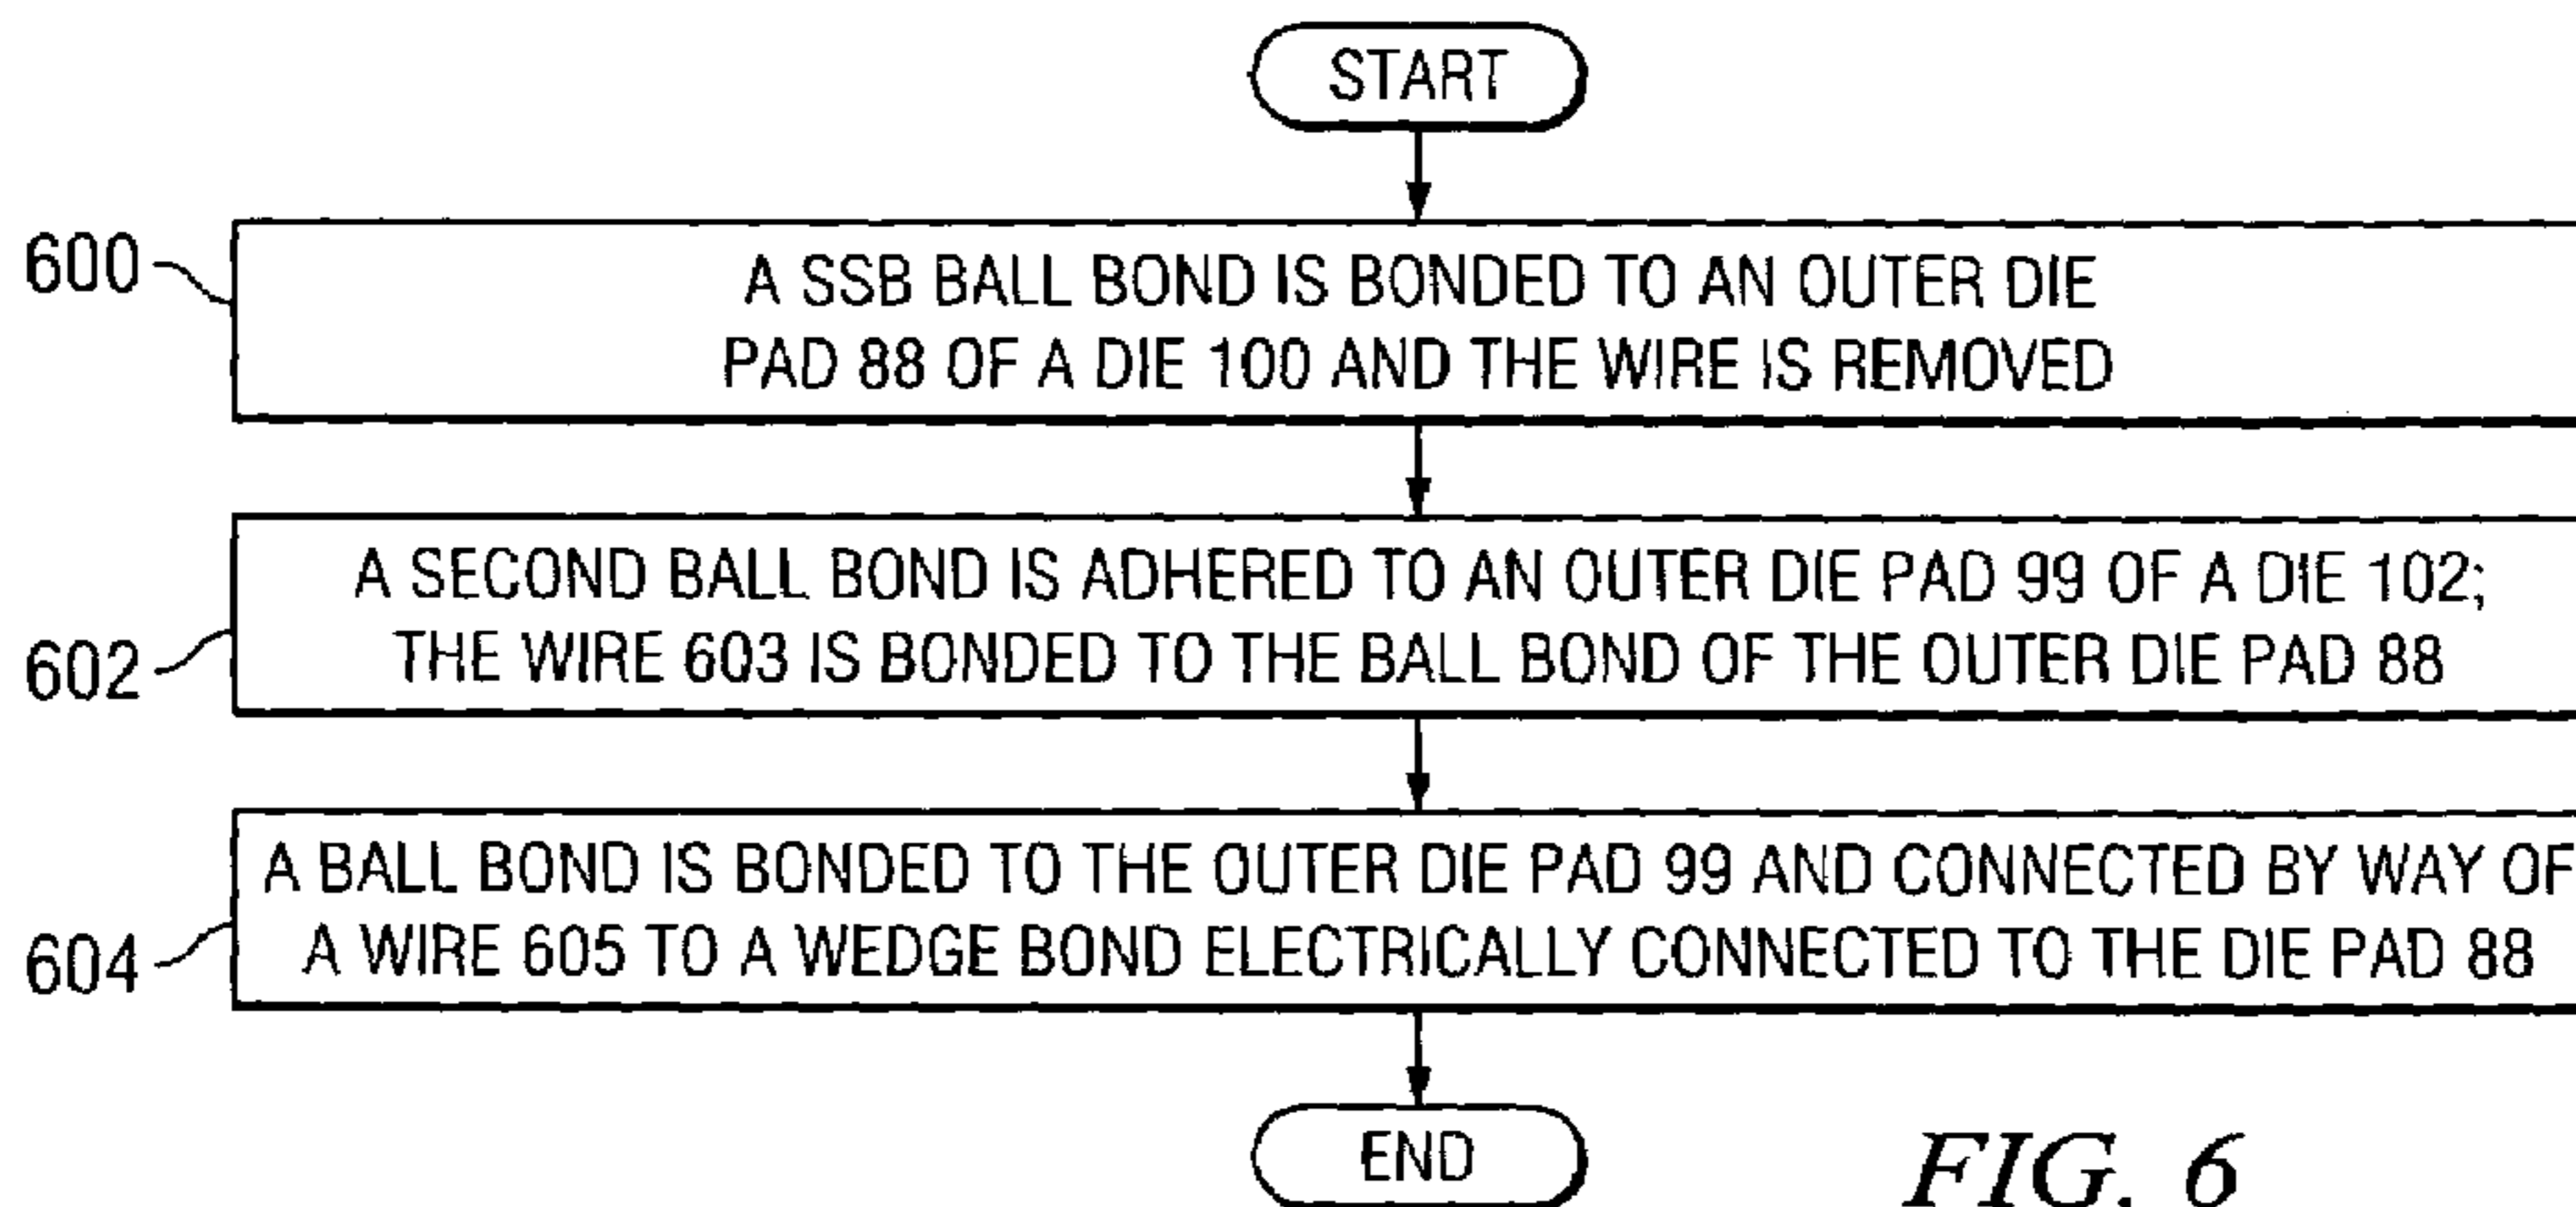 START
600
A SSB BALL BOND IS BONDED TO AN OUTER DIE
PAD 88 OF A DIE 100 AND THE WIRE IS REMOVED
602
A SECOND BALL BOND IS ADHERED TO AN OUTER DIE PAD 99 OF A DIE 102;
THE WIRE 603 IS BONDED TO THE BALL BOND OF THE OUTER DIE PAD 88
604
A BALL BOND IS BONDED TO THE OUTER DIE PAD 99 AND CONNECTED BY WAY OF
A WIRE 605 TO A WEDGE BOND ELECTRICALLY CONNECTED TO THE DIE PAD 88
END
FIG. 6